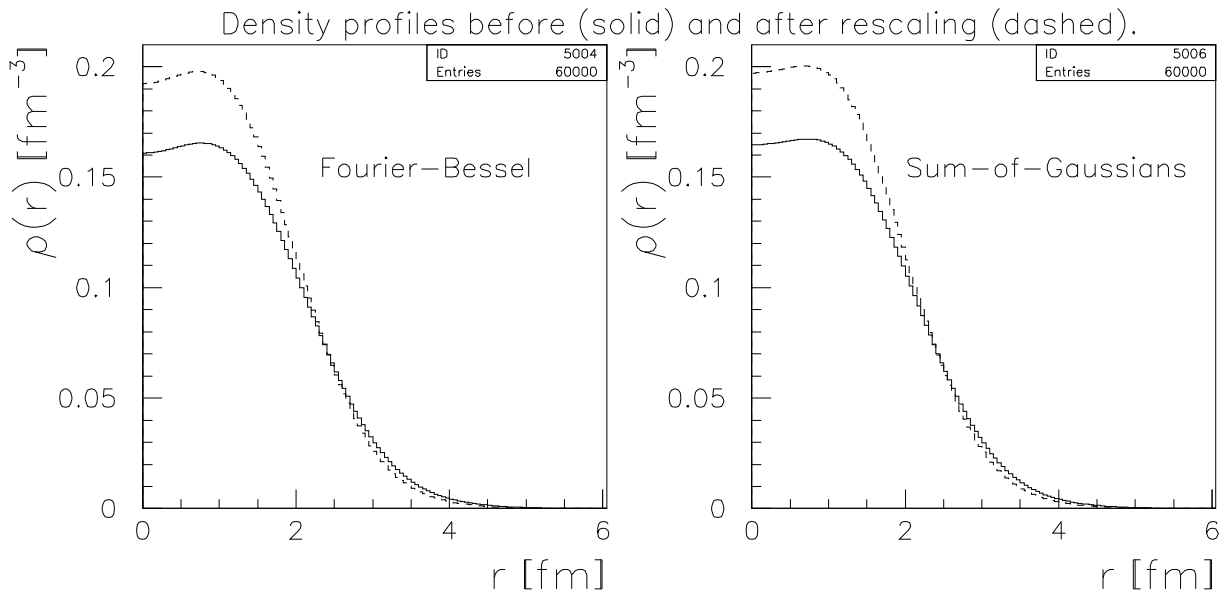 Density profiles before (solid) and after rescaling (dashed).
ID 5004
Entries 60000
Fourier−Bessel
ρ(r) [fm⁻³]
0.2
0.15
0.1
0.05
0
0 2 4 6
r [fm]
ID 5006
Entries 60000
Sum−of−Gaussians
ρ(r) [fm⁻³]
0.2
0.15
0.1
0.05
0
0 2 4 6
r [fm]